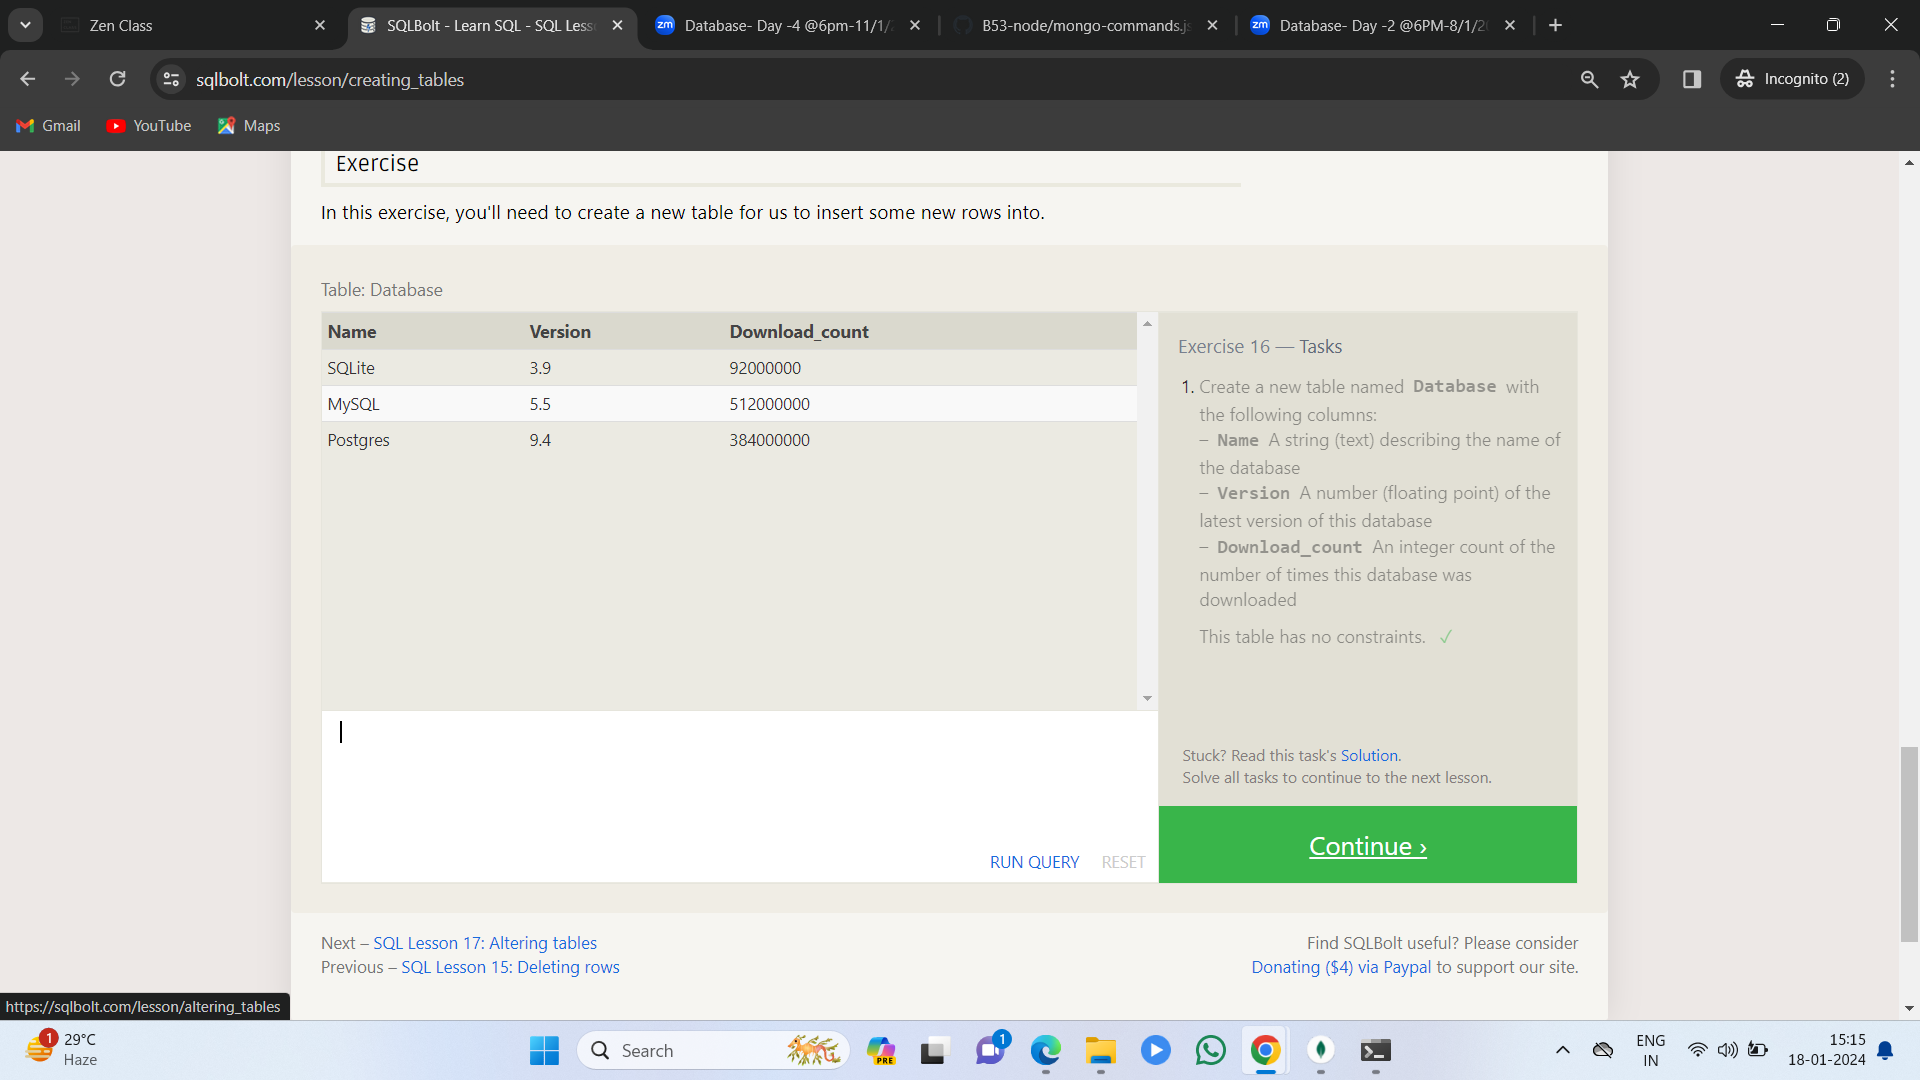 Zen Class
SQLBolt - Learn SQL - SQL Less
Database- Day -4 @6pm-11/1/
B53-node/mongo-commands.js
Database- Day -2 @6PM-8/1/2
sqlbolt.com/lesson/creating_tables
Incognito (2)
Gmail
YouTube
Maps
Exercise
In this exercise, you'll need to create a new table for us to insert some new rows into.
Table: Database
Name Version Download_count
SQLite 3.9 92000000
MySQL 5.5 512000000
Postgres 9.4 384000000
Exercise 16 — Tasks
1. Create a new table named Database with
the following columns:
– Name A string (text) describing the name of
the database
– Version A number (floating point) of the
latest version of this database
– Download_count An integer count of the
number of times this database was
downloaded
This table has no constraints. ✓
Stuck? Read this task's Solution.
Solve all tasks to continue to the next lesson.
RUN QUERY RESET
Continue ›
Next – SQL Lesson 17: Altering tables
Previous – SQL Lesson 15: Deleting rows
Find SQLBolt useful? Please consider
Donating ($4) via Paypal to support our site.
https://sqlbolt.com/lesson/altering_tables
1
29°C
Haze
Search
PRE
1
ENG
IN
15:15
18-01-2024